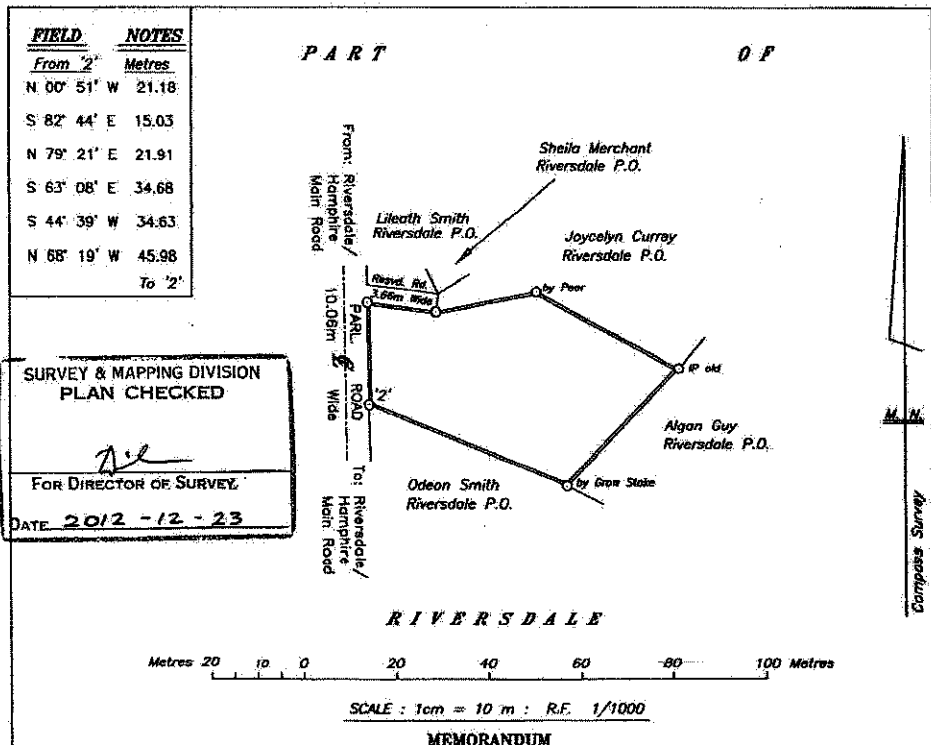 FIELD NOTES
From '2' Metres
N 00° 51' W 21.18
S 82° 44' E 15.03
N 79° 21' E 21.91
S 63° 08' E 34.68
S 44° 39' W 34.63
N 68° 19' W 45.98
To '2'
PART OF
Sheila Merchant
Riversdale P.O.
From: Riversdale/
Hamphire
Main Road
Lileath Smith
Riversdale P.O.
Joycelyn Curray
Riversdale P.O.
Resvd. Rd.
3.66m Wide
by Pear
PARL. ROAD
10.06m Wide
'2'
IP old
SURVEY & MAPPING DIVISION
PLAN CHECKED
FOR DIRECTOR OF SURVEY
DATE 2012-12-23
Algan Guy
Riversdale P.O.
M. N.
Compass Survey
Odeon Smith
Riversdale P.O.
by Grow Stake
To: Riversdale/
Hamphire
Main Road
RIVERSDALE
Metres 20 10 0 20 40 60 80 100 Metres
SCALE : 1cm = 10 m : R.F. 1/1000
MEMORANDUM